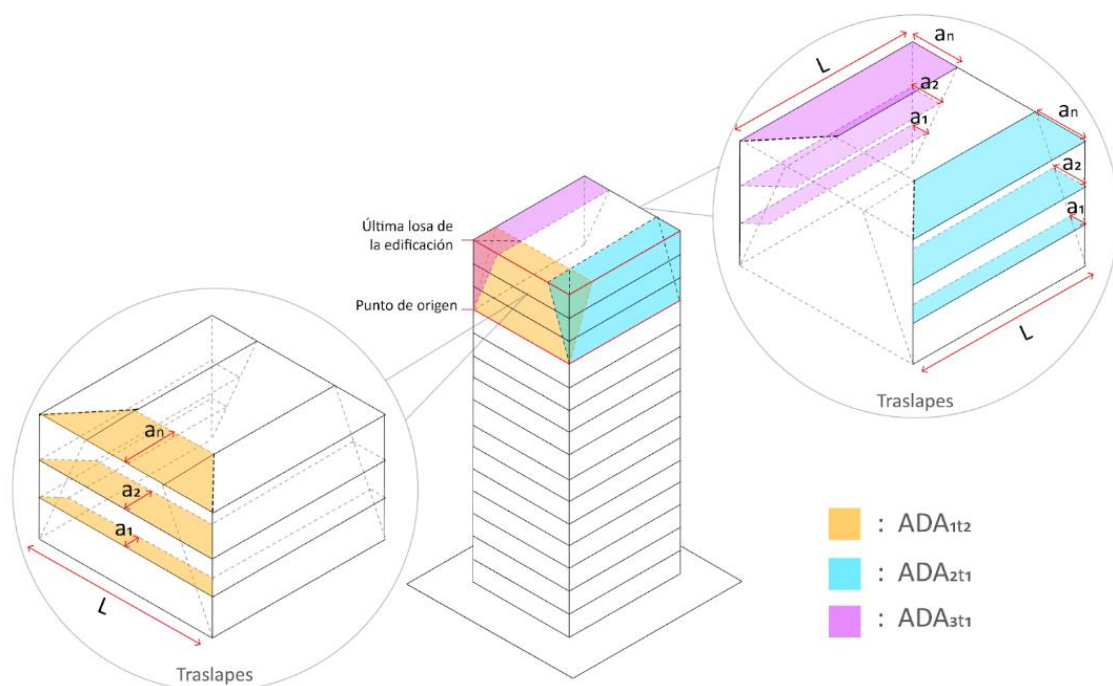 L
aₙ
a₂
a₁
aₙ
a₂
a₁
L
Traslapes
Última losa de
la edificación
Punto de origen
aₙ
a₂
a₁
L
Traslapes
: ADA₁ₜ₂
: ADA₂ₜ₁
: ADA₃ₜ₁